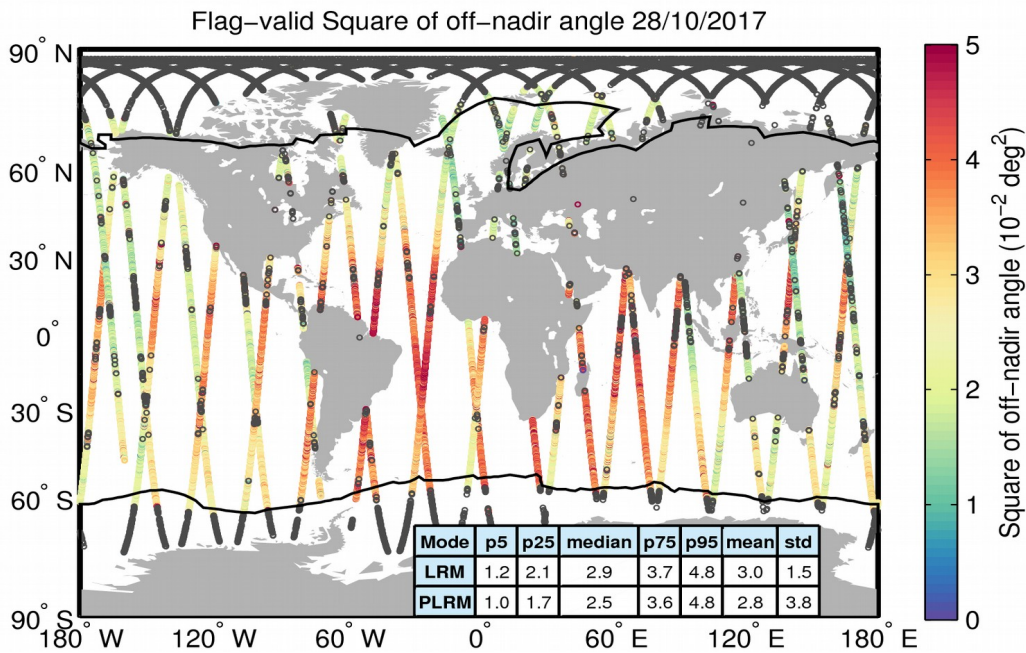 Flag−valid Square of off−nadir angle 28/10/2017
90° N
60° N
30° N
0°
30° S
60° S
90° S
180° W
120° W
60° W
0°
60° E
120° E
180° E
Mode p5 p25 median p75 p95 mean std
LRM 1.2 2.1 2.9 3.7 4.8 3.0 1.5
PLRM 1.0 1.7 2.5 3.6 4.8 2.8 3.8
5
4
3
2
1
0
Square of off−nadir angle (10⁻² deg²)